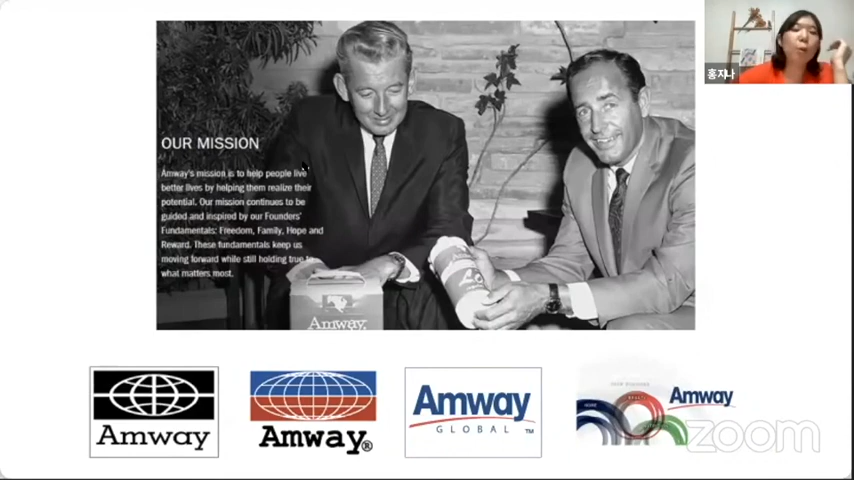 홍지나
OUR MISSION
Amway's mission is to help people live
better lives by helping them realize their
potential. Our mission continues to be
guided and inspired by our Founders'
Fundamentals: Freedom, Family, Hope and
Reward. These fundamentals keep us
moving forward while still holding true to
what matters most.
Amway
Amway
Amway®
Amway
GLOBAL ™
Amway
BEAUTY
HOME
zoom